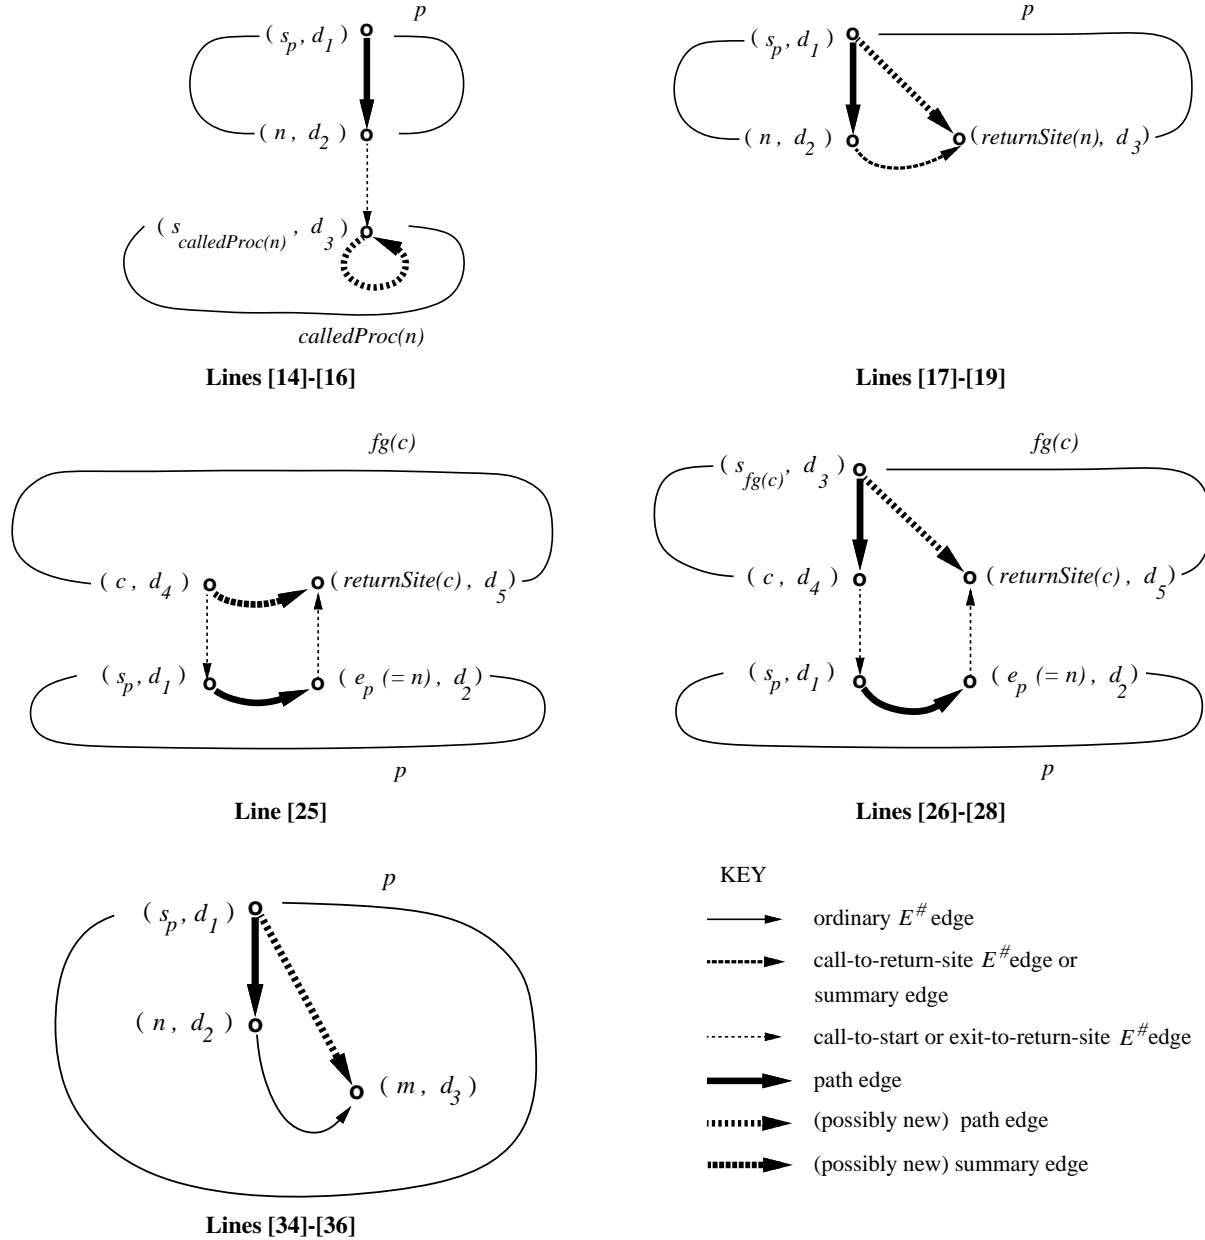 p
( s_p , d_1 )
( n , d_2 )
( s_calledProc(n) , d_3 )
calledProc(n)
Lines [14]-[16]
p
( s_p , d_1 )
( n , d_2 )
( returnSite(n), d_3 )
Lines [17]-[19]
fg(c)
( c , d_4 )
( returnSite(c) , d_5 )
( s_p , d_1 )
( e_p (= n) , d_2 )
p
Line [25]
fg(c)
( s_fg(c) , d_3 )
( c , d_4 )
( returnSite(c) , d_5 )
( s_p , d_1 )
( e_p (= n) , d_2 )
p
Lines [26]-[28]
p
( s_p , d_1 )
( n , d_2 )
( m , d_3 )
Lines [34]-[36]
KEY
ordinary E# edge
call-to-return-site E# edge or
summary edge
call-to-start or exit-to-return-site E# edge
path edge
(possibly new) path edge
(possibly new) summary edge